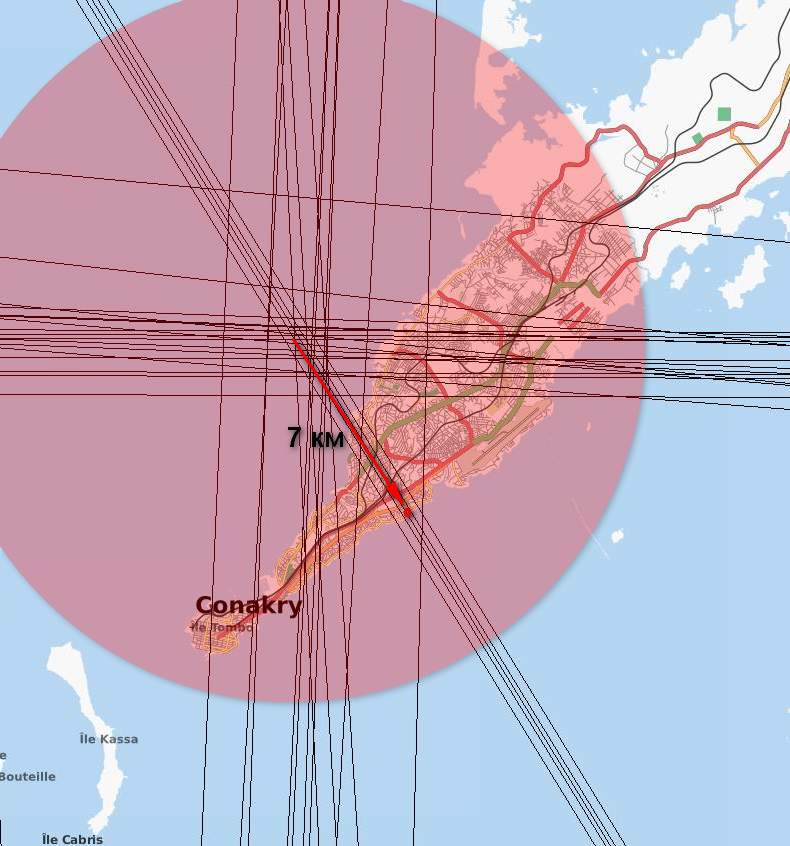 7 км
Conakry
Île Tombo
Île Kassa
e
Bouteille
Île Cabris